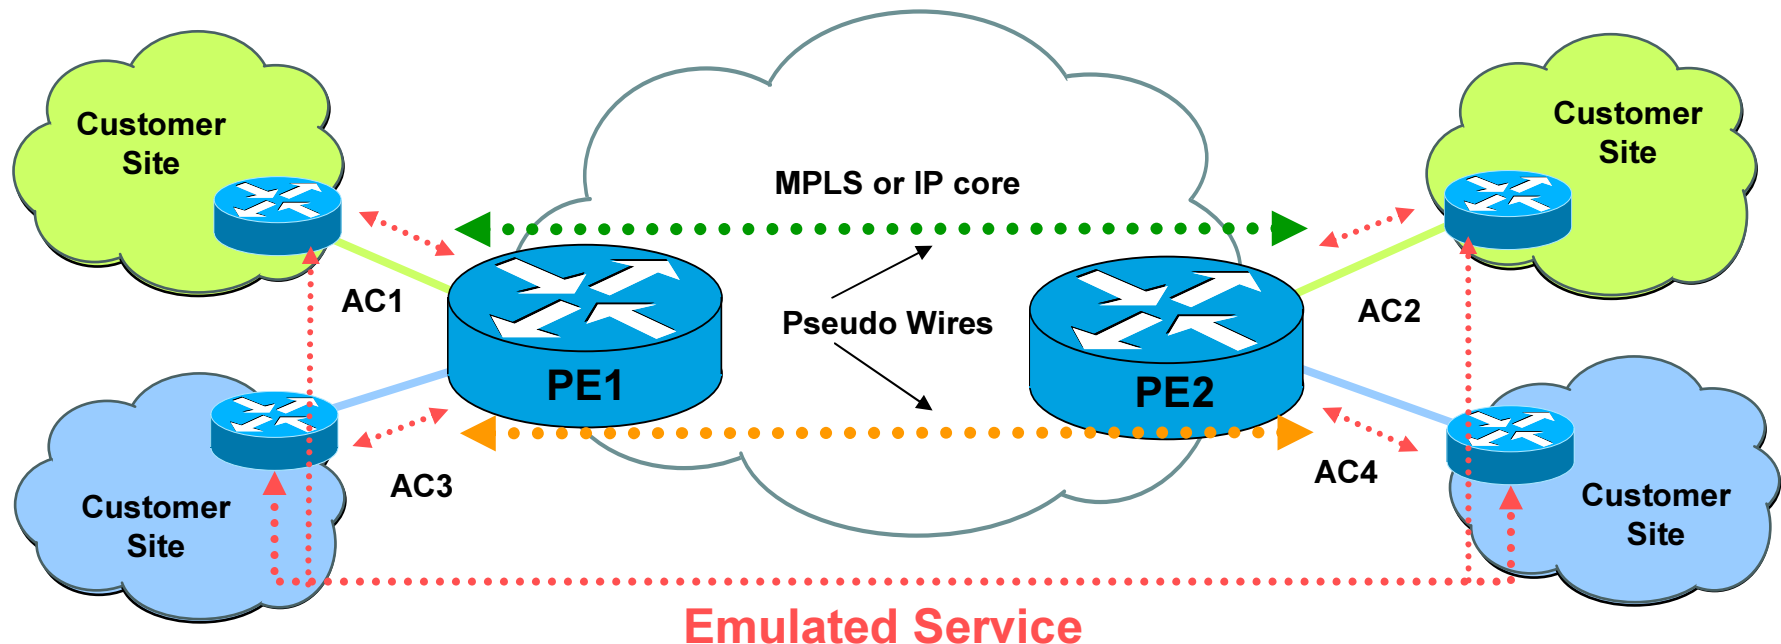 Customer
Site
Customer
Site
MPLS or IP core
AC1
AC2
Pseudo Wires
PE1
PE2
AC3
AC4
Customer
Site
Customer
Site
Emulated Service